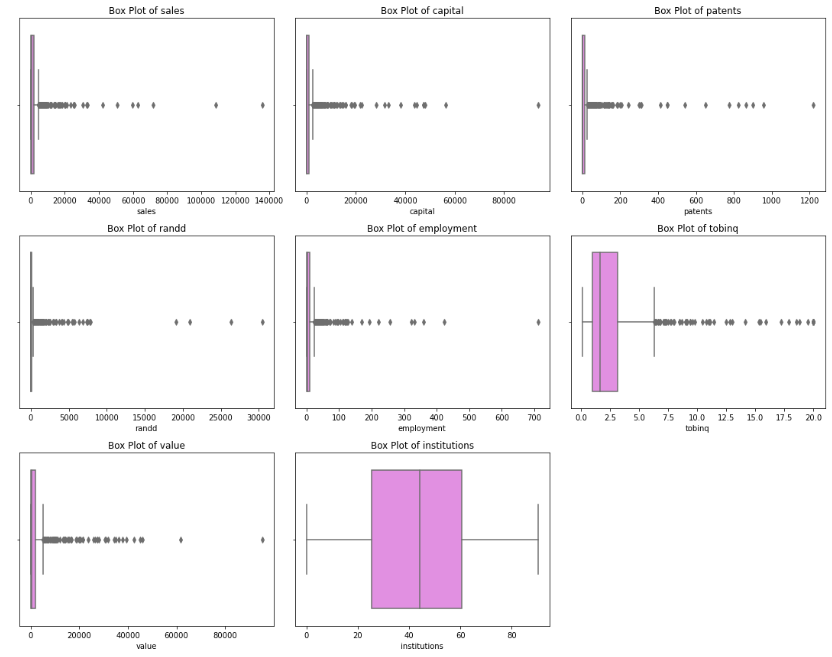 Box Plot of sales
0 20000 40000 60000 80000 100000 120000 140000
sales
Box Plot of capital
0 20000 40000 60000 80000
capital
Box Plot of patents
0 200 400 600 800 1000 1200
patents
Box Plot of randd
0 5000 10000 15000 20000 25000 30000
randd
Box Plot of employment
0 100 200 300 400 500 600 700
employment
Box Plot of tobinq
0.0 2.5 5.0 7.5 10.0 12.5 15.0 17.5 20.0
tobinq
Box Plot of value
0 20000 40000 60000 80000
value
Box Plot of institutions
0 20 40 60 80
institutions